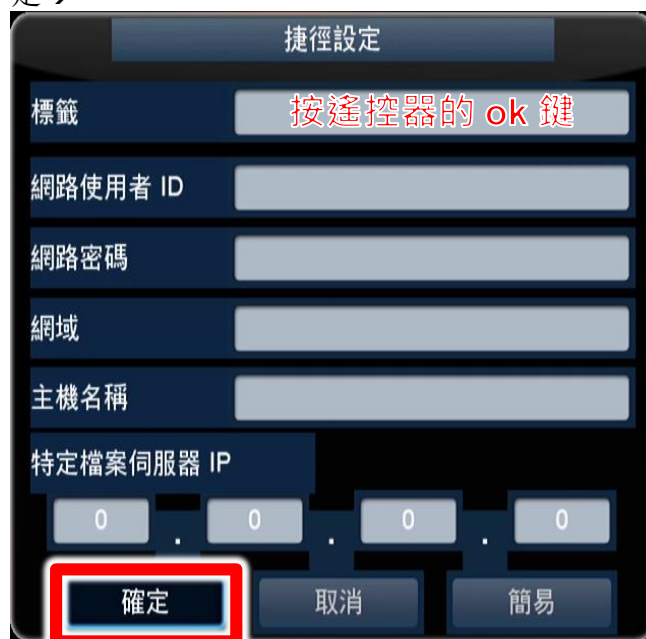 捷徑設定
標籤 按遙控器的 ok 鍵
網路使用者 ID
網路密碼
網域
主機名稱
特定檔案伺服器 IP
0 . 0 . 0 . 0
確定 取消 簡易